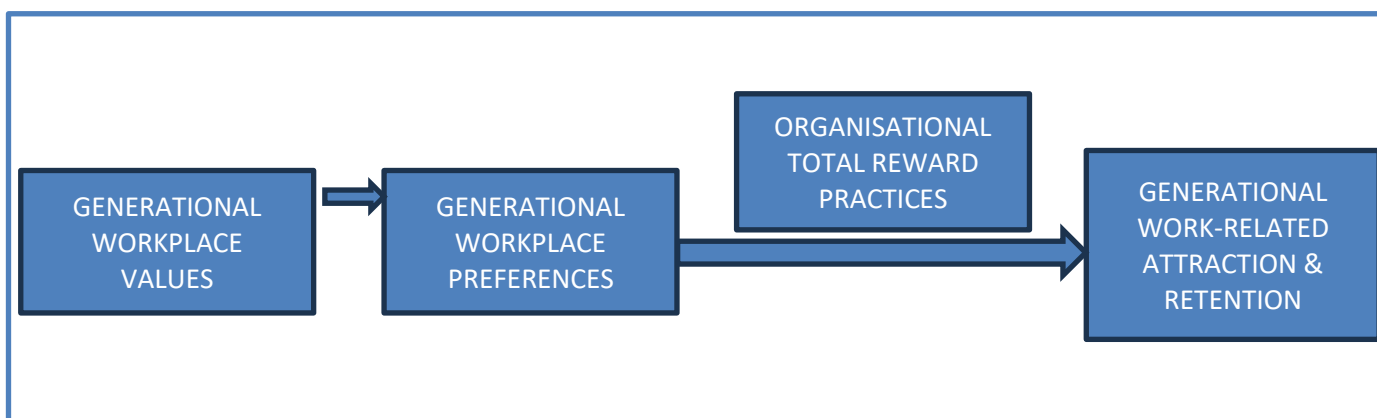 GENERATIONAL
WORKPLACE
VALUES
GENERATIONAL
WORKPLACE
PREFERENCES
ORGANISATIONAL
TOTAL REWARD
PRACTICES
GENERATIONAL
WORK-RELATED
ATTRACTION &
RETENTION